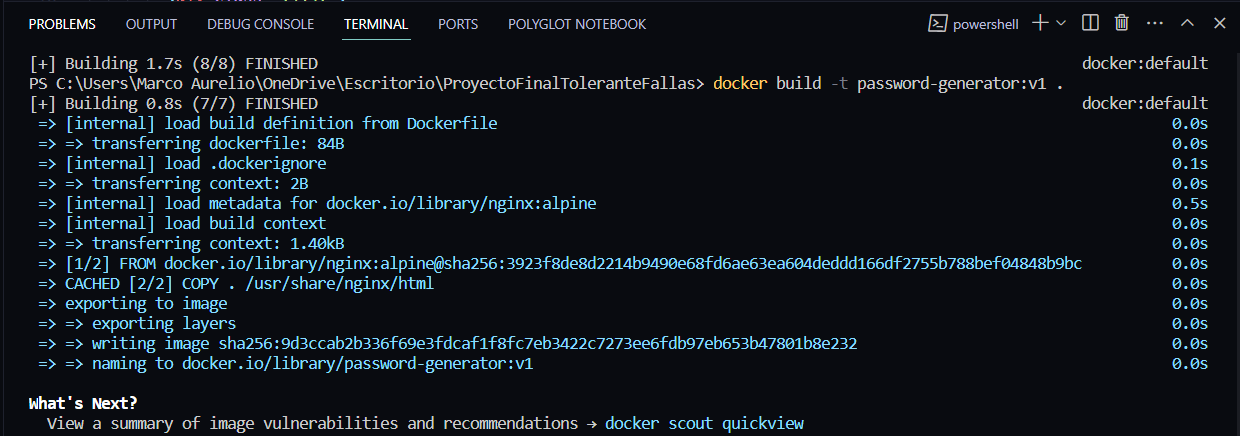 PROBLEMS OUTPUT DEBUG CONSOLE TERMINAL PORTS POLYGLOT NOTEBOOK powershell
[+] Building 1.7s (8/8) FINISHED docker:default
PS C:\Users\Marco Aurelio\OneDrive\Escritorio\ProyectoFinalToleranteFallas> docker build -t password-generator:v1 .
[+] Building 0.8s (7/7) FINISHED docker:default
=> [internal] load build definition from Dockerfile 0.0s
=> => transferring dockerfile: 84B 0.0s
=> [internal] load .dockerignore 0.1s
=> => transferring context: 2B 0.0s
=> [internal] load metadata for docker.io/library/nginx:alpine 0.5s
=> [internal] load build context 0.0s
=> => transferring context: 1.40kB 0.0s
=> [1/2] FROM docker.io/library/nginx:alpine@sha256:3923f8de8d2214b9490e68fd6ae63ea604deddd166df2755b788bef04848b9bc 0.0s
=> CACHED [2/2] COPY . /usr/share/nginx/html 0.0s
=> exporting to image 0.0s
=> => exporting layers 0.0s
=> => writing image sha256:9d3ccab2b336f69e3fdcaf1f8fc7eb3422c7273ee6fdb97eb653b47801b8e232 0.0s
=> => naming to docker.io/library/password-generator:v1 0.0s
What's Next?
View a summary of image vulnerabilities and recommendations → docker scout quickview